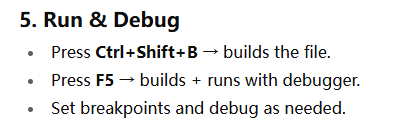 5. Run & Debug
• Press Ctrl+Shift+B → builds the file.
• Press F5 → builds + runs with debugger.
• Set breakpoints and debug as needed.